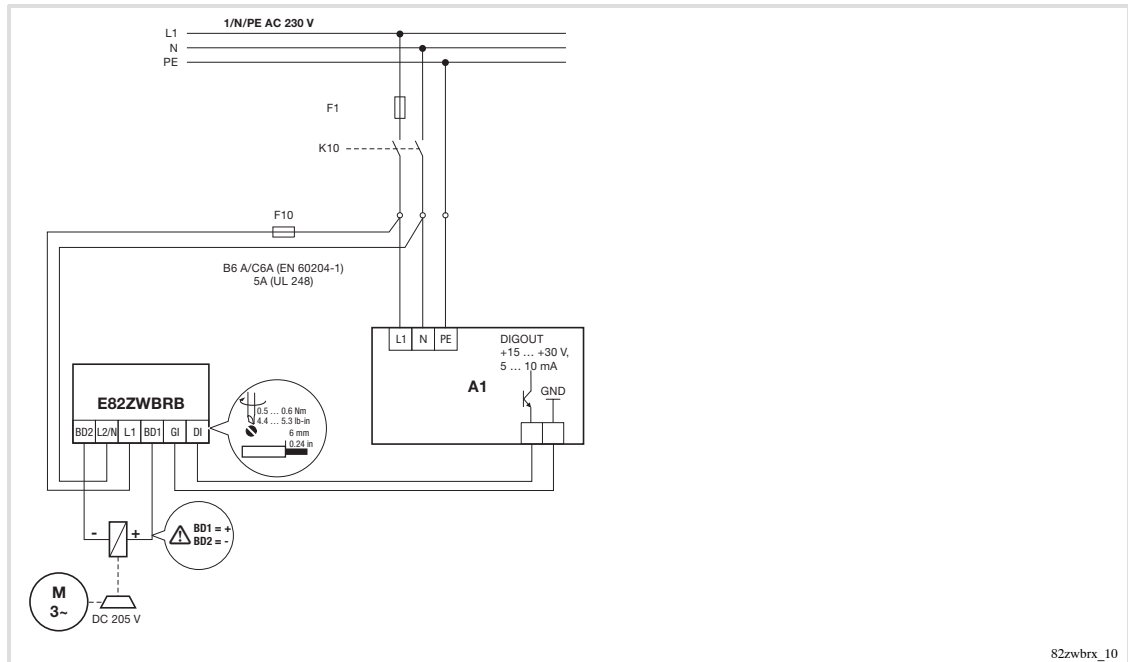 1/N/PE AC 230 V
L1
N
PE
F1
K10
F10
B6 A/C6A (EN 60204-1)
5A (UL 248)
L1 N PE
DIGOUT
+15 … +30 V,
5 … 10 mA
A1
GND
E82ZWBRB
BD2 L2/N L1 BD1 GI DI
0.5 … 0.6 Nm
4.4 … 5.3 lb-in
6 mm
0.24 in
- +
BD1 = +
BD2 = -
M
3~
DC 205 V
82zwbrx_10